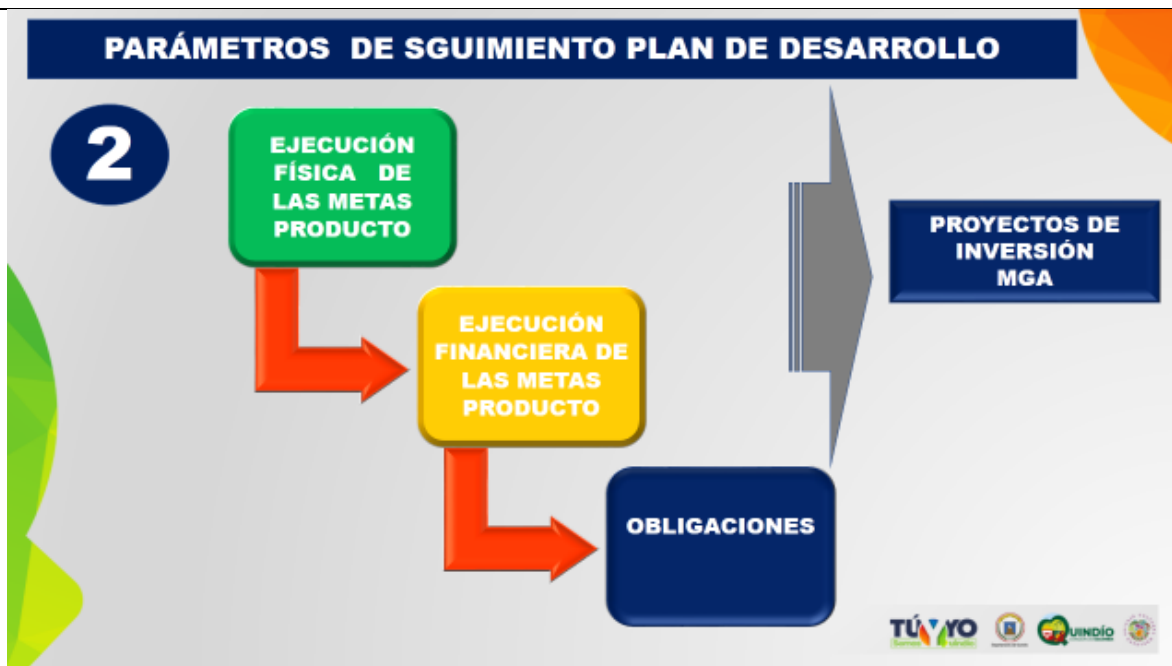 PARÁMETROS DE SGUIMIENTO PLAN DE DESARROLLO
2
EJECUCIÓN
FÍSICA DE
LAS METAS
PRODUCTO
EJECUCIÓN
FINANCIERA DE
LAS METAS
PRODUCTO
OBLIGACIONES
PROYECTOS DE
INVERSIÓN
MGA
TÚ YO
QUINDÍO